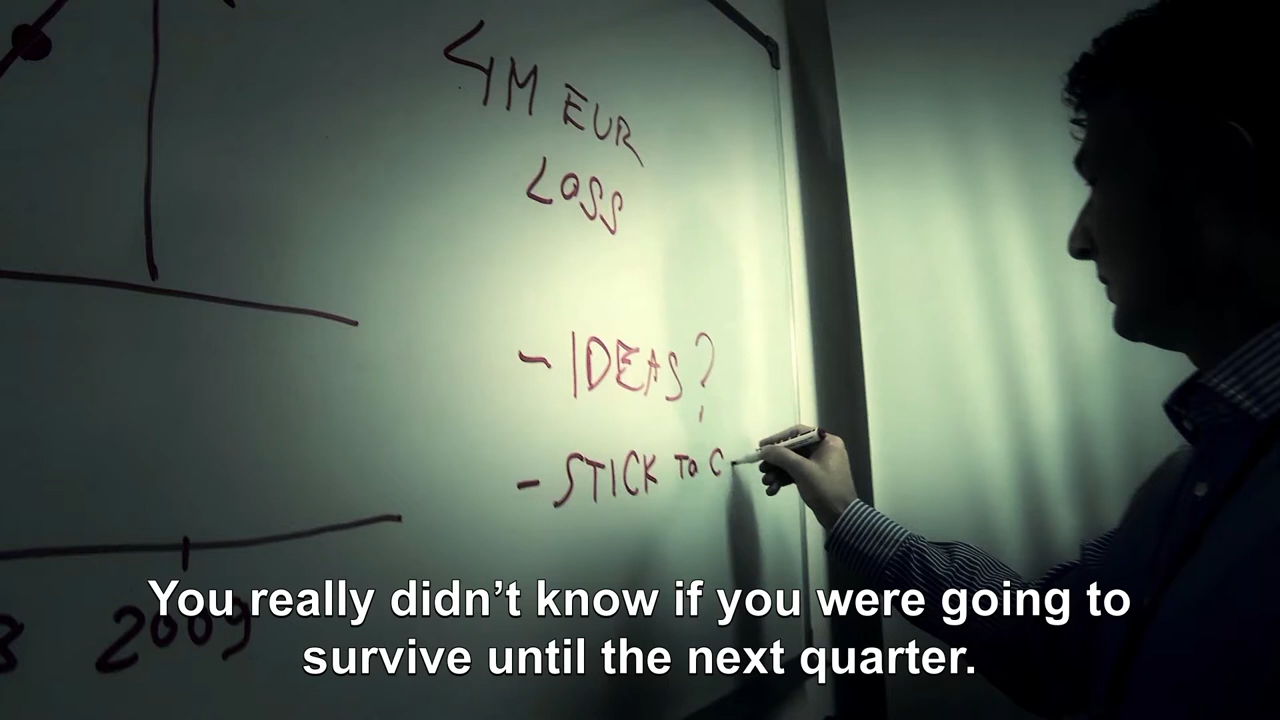 4M EUR
LOSS
- IDEAS?
- STICK TO C
2009
You really didn't know if you were going to
survive until the next quarter.